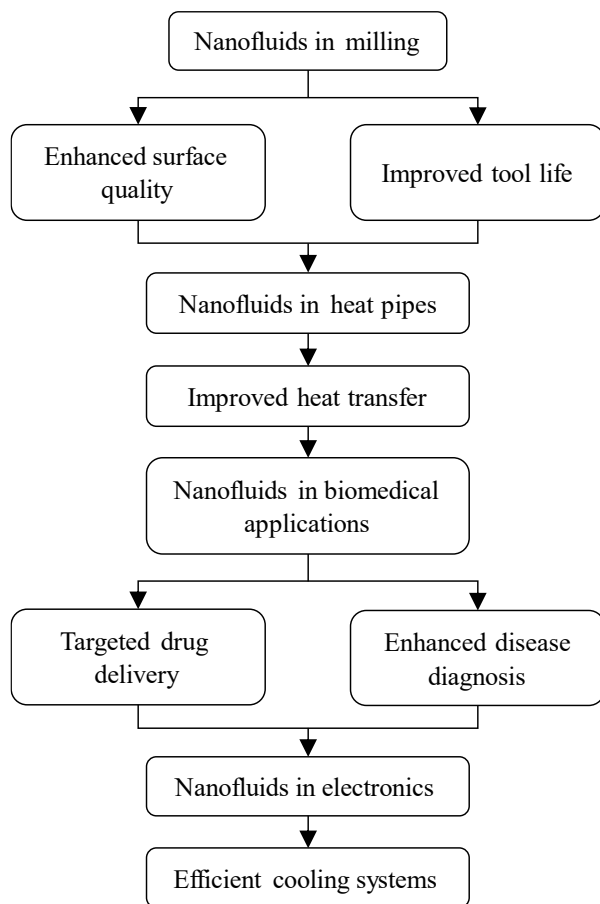 Nanofluids in milling
Enhanced surface
quality
Improved tool life
Nanofluids in heat pipes
Improved heat transfer
Nanofluids in biomedical
applications
Targeted drug
delivery
Enhanced disease
diagnosis
Nanofluids in electronics
Efficient cooling systems